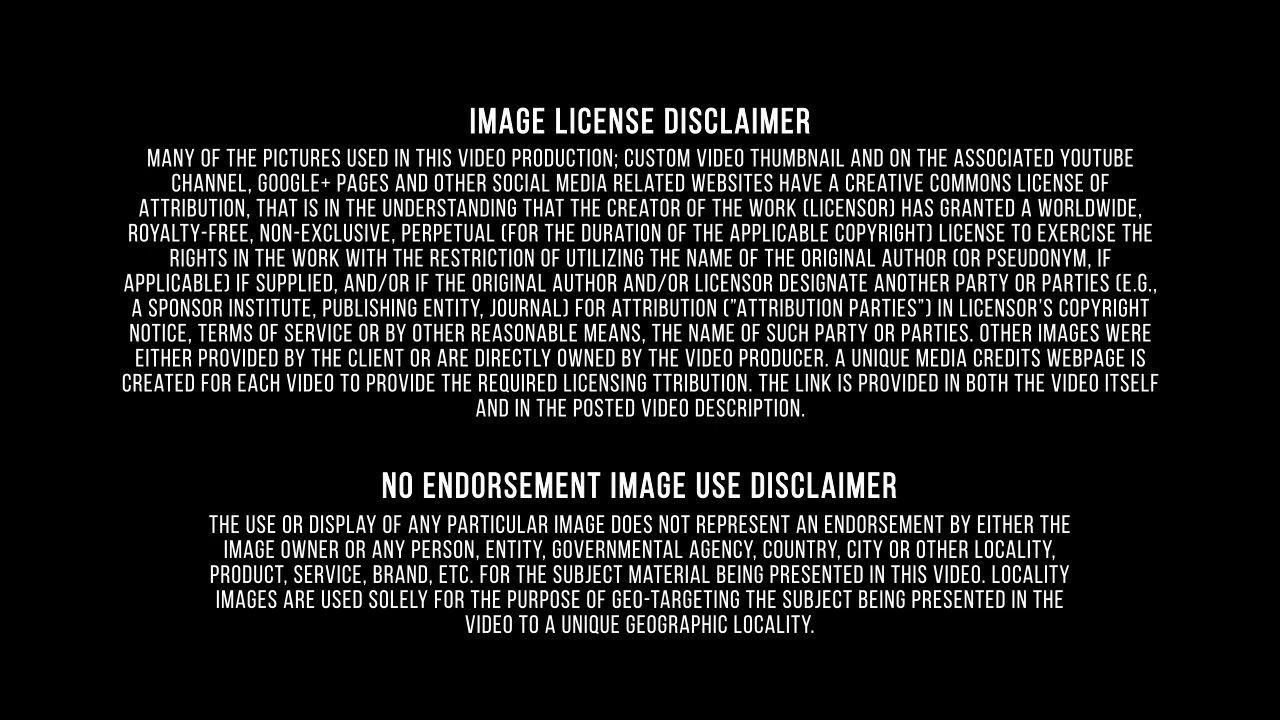 IMAGE LICENSE DISCLAIMER
MANY OF THE PICTURES USED IN THIS VIDEO PRODUCTION; CUSTOM VIDEO THUMBNAIL AND ON THE ASSOCIATED YOUTUBE
CHANNEL, GOOGLE+ PAGES AND OTHER SOCIAL MEDIA RELATED WEBSITES HAVE A CREATIVE COMMONS LICENSE OF
ATTRIBUTION, THAT IS IN THE UNDERSTANDING THAT THE CREATOR OF THE WORK (LICENSOR) HAS GRANTED A WORLDWIDE,
ROYALTY-FREE, NON-EXCLUSIVE, PERPETUAL (FOR THE DURATION OF THE APPLICABLE COPYRIGHT) LICENSE TO EXERCISE THE
RIGHTS IN THE WORK WITH THE RESTRICTION OF UTILIZING THE NAME OF THE ORIGINAL AUTHOR (OR PSEUDONYM, IF
APPLICABLE) IF SUPPLIED, AND/OR IF THE ORIGINAL AUTHOR AND/OR LICENSOR DESIGNATE ANOTHER PARTY OR PARTIES (E.G.,
A SPONSOR INSTITUTE, PUBLISHING ENTITY, JOURNAL) FOR ATTRIBUTION ("ATTRIBUTION PARTIES") IN LICENSOR'S COPYRIGHT
NOTICE, TERMS OF SERVICE OR BY OTHER REASONABLE MEANS, THE NAME OF SUCH PARTY OR PARTIES. OTHER IMAGES WERE
EITHER PROVIDED BY THE CLIENT OR ARE DIRECTLY OWNED BY THE VIDEO PRODUCER. A UNIQUE MEDIA CREDITS WEBPAGE IS
CREATED FOR EACH VIDEO TO PROVIDE THE REQUIRED LICENSING TTRIBUTION. THE LINK IS PROVIDED IN BOTH THE VIDEO ITSELF
AND IN THE POSTED VIDEO DESCRIPTION.
NO ENDORSEMENT IMAGE USE DISCLAIMER
THE USE OR DISPLAY OF ANY PARTICULAR IMAGE DOES NOT REPRESENT AN ENDORSEMENT BY EITHER THE
IMAGE OWNER OR ANY PERSON, ENTITY, GOVERNMENTAL AGENCY, COUNTRY, CITY OR OTHER LOCALITY,
PRODUCT, SERVICE, BRAND, ETC. FOR THE SUBJECT MATERIAL BEING PRESENTED IN THIS VIDEO. LOCALITY
IMAGES ARE USED SOLELY FOR THE PURPOSE OF GEO-TARGETING THE SUBJECT BEING PRESENTED IN THE
VIDEO TO A UNIQUE GEOGRAPHIC LOCALITY.